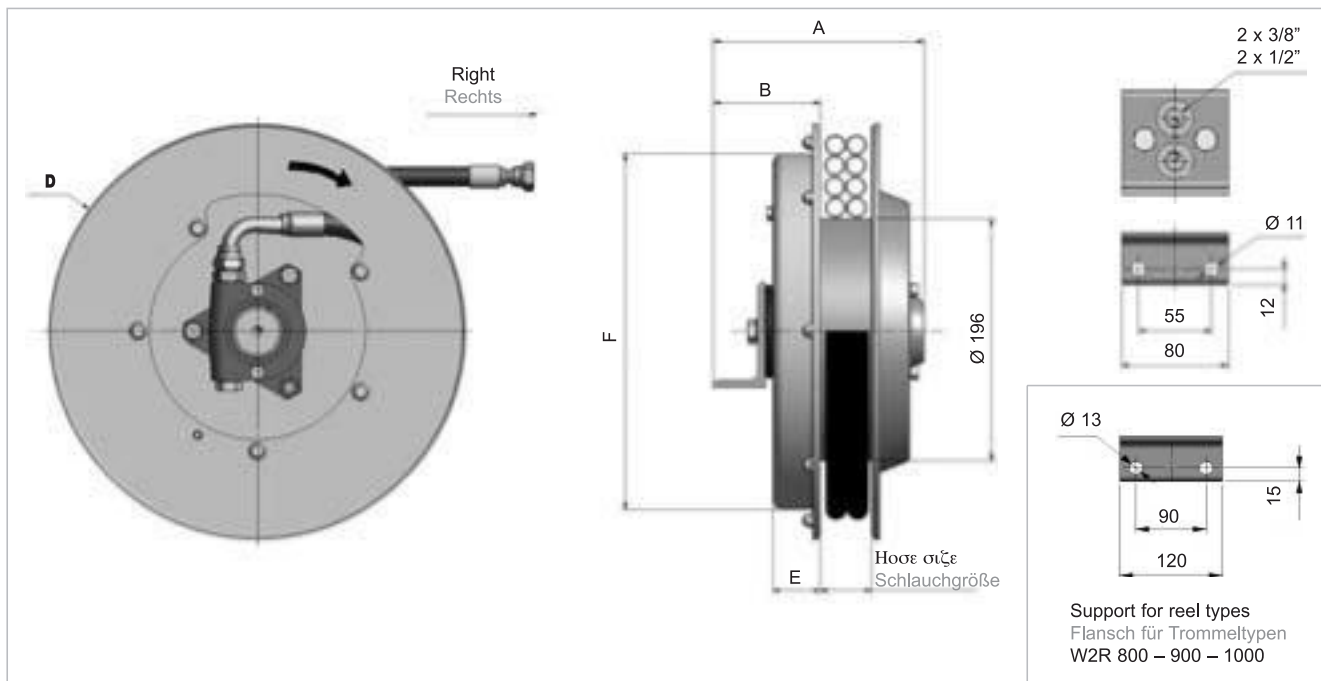 Right
Rechts
D
A
B
F
Ø 196
E
Ηοσε σιζε
Schlauchgröße
2 x 3/8”
2 x 1/2”
Ø 11
12
55
80
Ø 13
15
90
120
Support for reel types
Flansch für Trommeltypen
W2R 800 – 900 – 1000